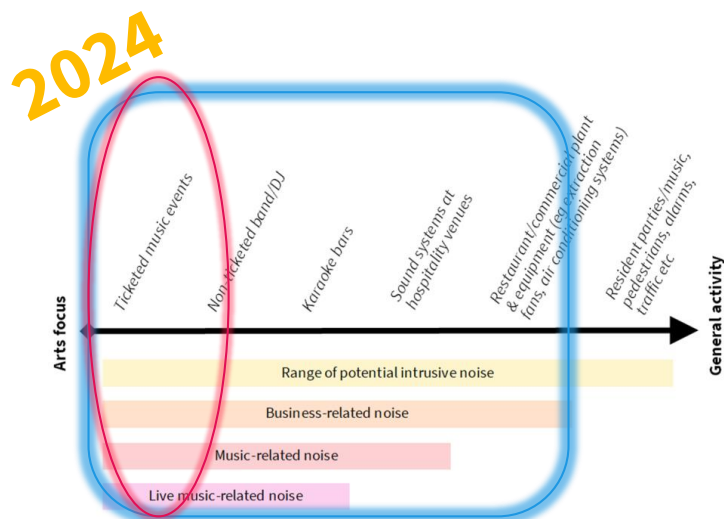 2024
Ticketed music events
Non-ticketed band/DJ
Karaoke bars
Sound systems at
hospitality venues
Restaurant/commercial plant
& equipment (eg extraction
fans, air conditioning systems)
Resident parties/music,
pedestrians, alarms,
traffic etc
Arts focus
General activity
Range of potential intrusive noise
Business-related noise
Music-related noise
Live music-related noise